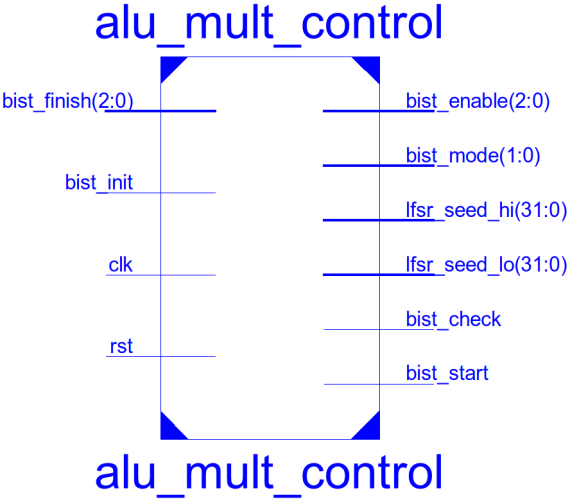 alu_mult_control
bist_finish(2:0)
bist_init
clk
rst
bist_enable(2:0)
bist_mode(1:0)
lfsr_seed_hi(31:0)
lfsr_seed_lo(31:0)
bist_check
bist_start
alu_mult_control